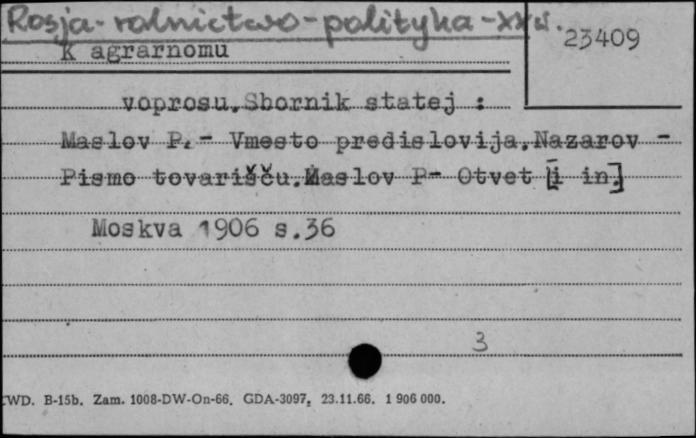 Rosja - rolnictwo - polityka - XX w.
23409
K agrarnomu
voprosu.Sbornik statej :
Maslov P. - Vmesto predislovija.Nazarov -
Pismo tovarišču.Maslov P- Otvet [i in.]
Moskva 1906 s.36
3
WD. B-15b. Zam. 1008-DW-On-66. GDA-3097. 23.11.66. 1 906 000.